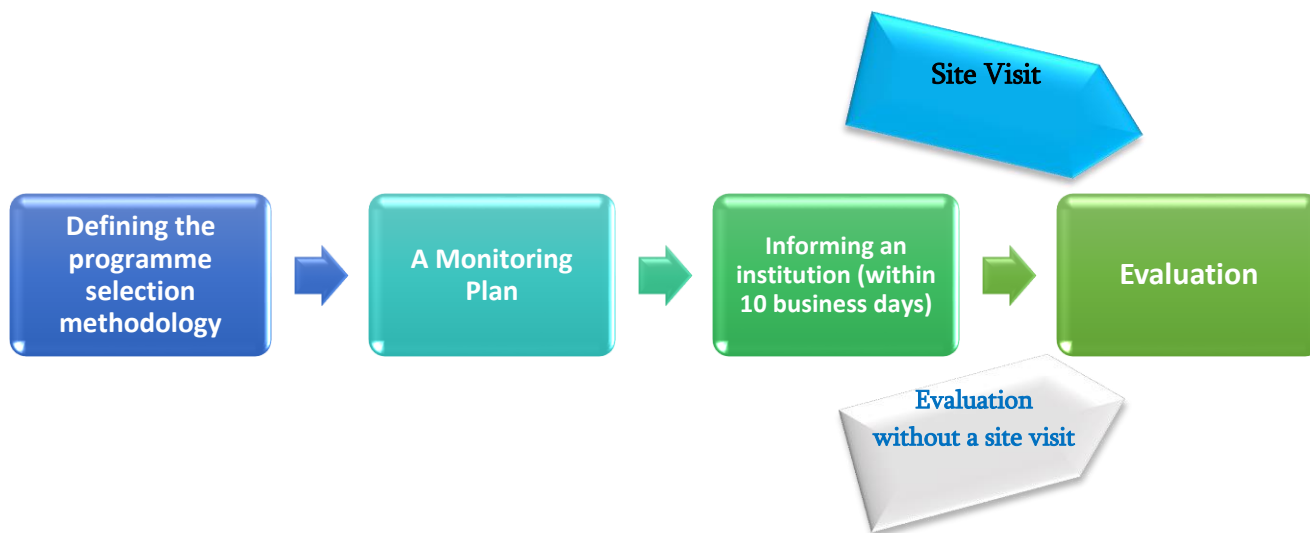 Site Visit
Defining the
programme
selection
methodology
A Monitoring
Plan
Informing an
institution (within
10 business days)
Evaluation
Evaluation
without a site visit